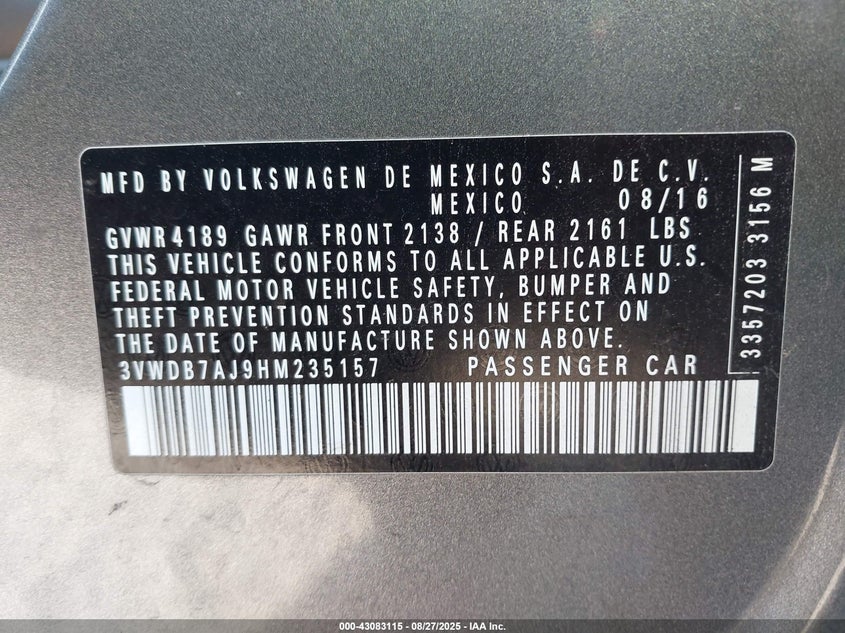 MFD BY VOLKSWAGEN DE MEXICO S.A. DE C.V.
MEXICO 08/16
GVWR 4189 GAWR FRONT 2138 / REAR 2161 LBS
THIS VEHICLE CONFORMS TO ALL APPLICABLE U.S.
FEDERAL MOTOR VEHICLE SAFETY, BUMPER AND
THEFT PREVENTION STANDARDS IN EFFECT ON
THE DATE OF MANUFACTURE SHOWN ABOVE.
3VWDB7AJ9HM235157 PASSENGER CAR
3357203 3156 M
000-43083115 - 08/27/2025 - IAA Inc.